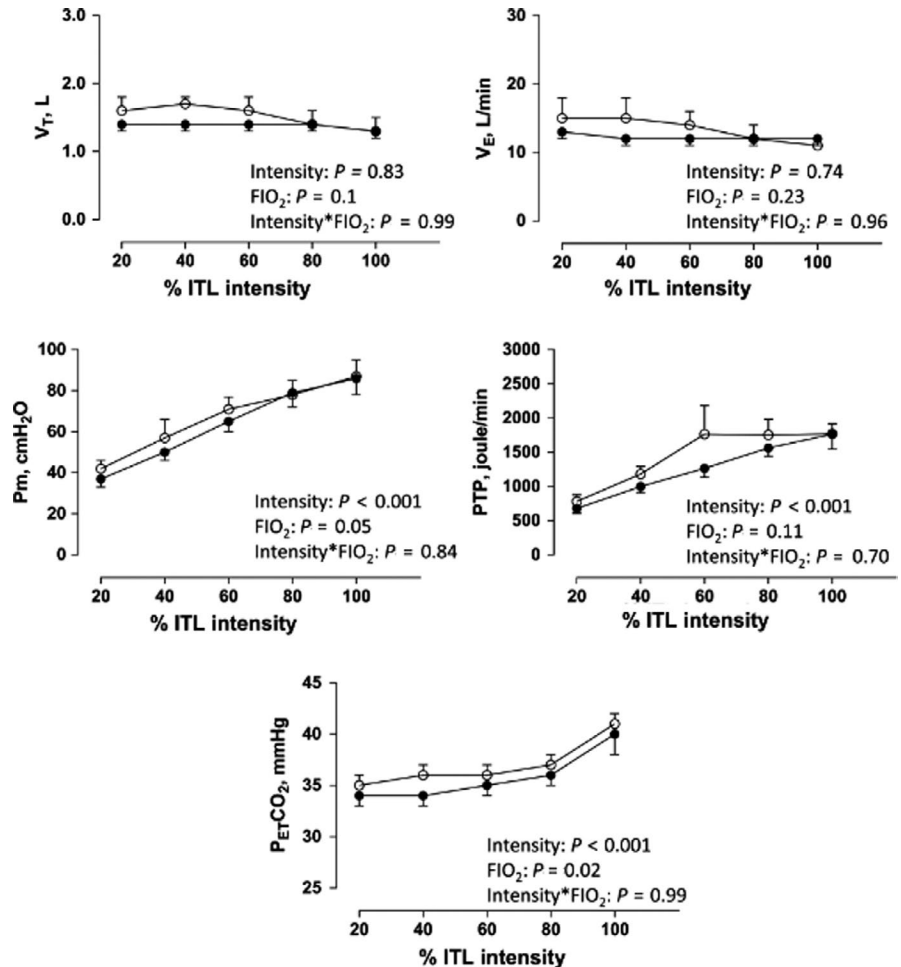 V_T, L
3.0
2.0
1.0
0.0
Intensity: P = 0.83
FIO₂: P = 0.1
Intensity*FIO₂: P = 0.99
20 40 60 80 100
% ITL intensity
V_E, L/min
30
20
10
0
Intensity: P = 0.74
FIO₂: P = 0.23
Intensity*FIO₂: P = 0.96
20 40 60 80 100
% ITL intensity
Pm, cmH₂O
100
80
60
40
20
0
Intensity: P < 0.001
FIO₂: P = 0.05
Intensity*FIO₂: P = 0.84
20 40 60 80 100
% ITL intensity
PTP, joule/min
3000
2500
2000
1500
1000
500
0
Intensity: P < 0.001
FIO₂: P = 0.11
Intensity*FIO₂: P = 0.70
20 40 60 80 100
% ITL intensity
P_ETCO₂, mmHg
45
40
35
30
25
Intensity: P < 0.001
FIO₂: P = 0.02
Intensity*FIO₂: P = 0.99
20 40 60 80 100
% ITL intensity